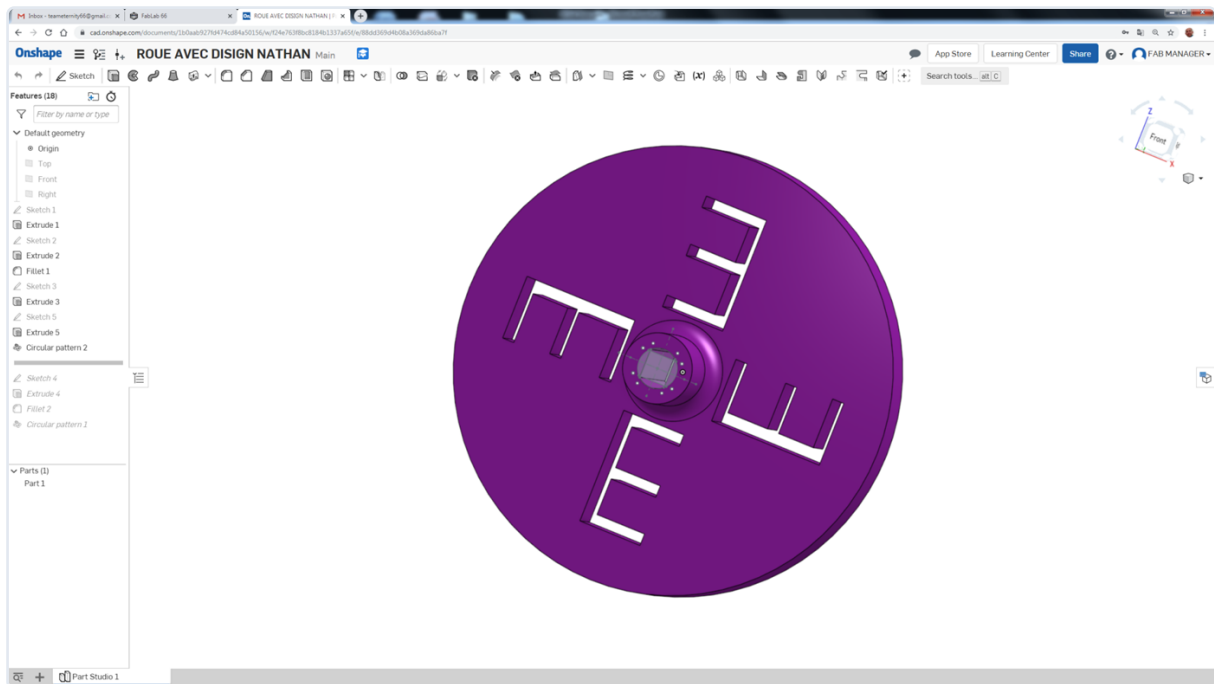 Inbox - teameternity66@gmail.c
FabLab 66
ROUE AVEC DISIGN NATHAN |
cad.onshape.com/documents/
Onshape
ROUE AVEC DISIGN NATHAN Main
App Store
Learning Center
Share
FAB MANAGER
Sketch
Search tools... alt C
Features (18)
Filter by name or type
Default geometry
Origin
Top
Front
Right
Sketch 1
Extrude 1
Sketch 2
Extrude 2
Fillet 1
Sketch 3
Extrude 3
Sketch 5
Extrude 5
Circular pattern 2
Sketch 4
Extrude 4
Fillet 2
Circular pattern 1
Parts (1)
Part 1
Z
Front
X
E
E
E
E
Part Studio 1